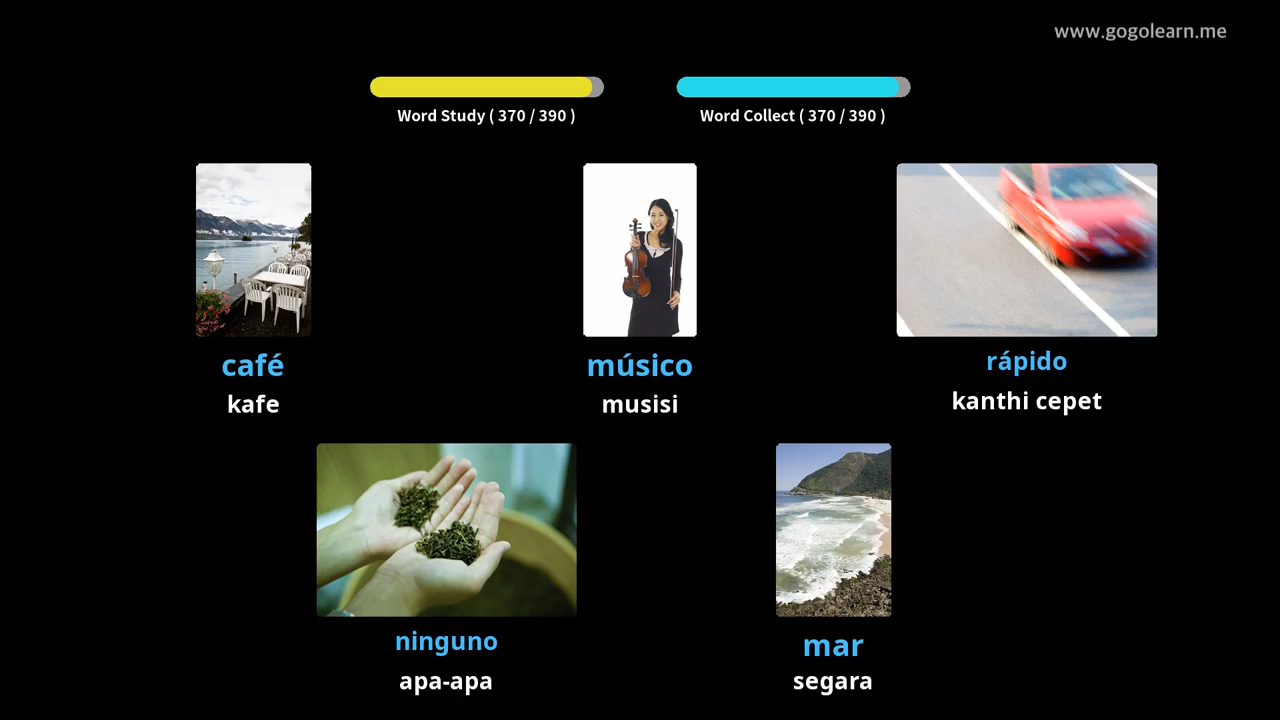 www.gogolearn.me
Word Study ( 370 / 390 )
Word Collect ( 370 / 390 )
café
músico
rápido
kafe
musisi
kanthi cepet
ninguno
mar
apa-apa
segara